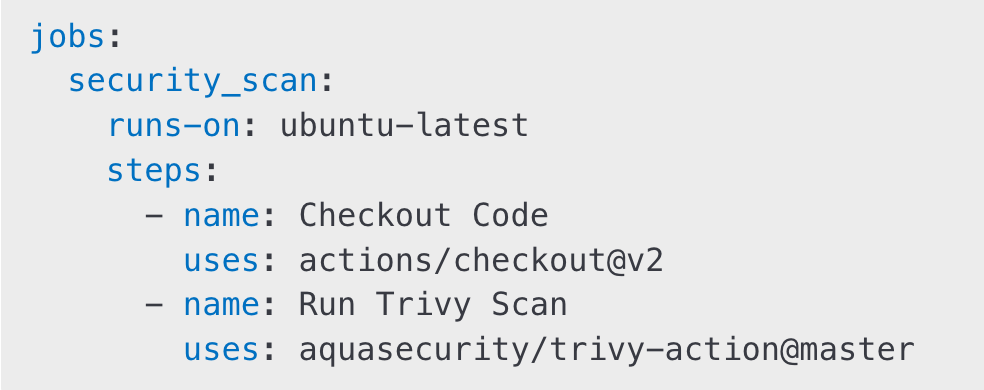 jobs:
  security_scan:
    runs-on: ubuntu-latest
    steps:
      - name: Checkout Code
        uses: actions/checkout@v2
      - name: Run Trivy Scan
        uses: aquasecurity/trivy-action@master